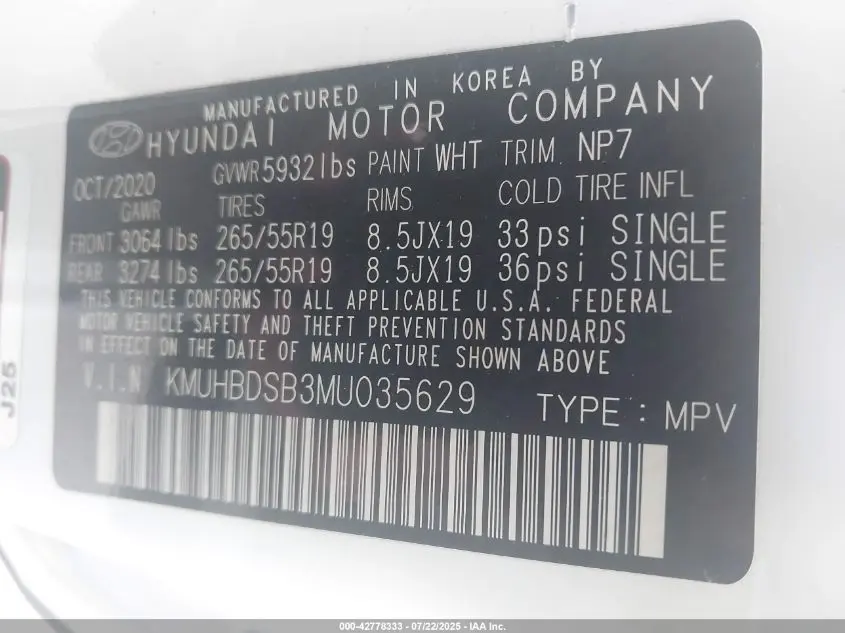 MANUFACTURED IN KOREA BY
HYUNDAI MOTOR COMPANY
OCT/2020 GVWR 5932lbs PAINT WHT TRIM NP7
GAWR TIRES RIMS COLD TIRE INFL
FRONT 3064lbs 265/55R19 8.5JX19 33psi SINGLE
REAR 3274lbs 265/55R19 8.5JX19 36psi SINGLE
THIS VEHICLE CONFORMS TO ALL APPLICABLE U.S.A. FEDERAL
MOTOR VEHICLE SAFETY AND THEFT PREVENTION STANDARDS
IN EFFECT ON THE DATE OF MANUFACTURE SHOWN ABOVE
V.I.N KMUHBDSB3MU035629 TYPE : MPV
J25
000-42778333 - 07/22/2025 - IAA Inc.